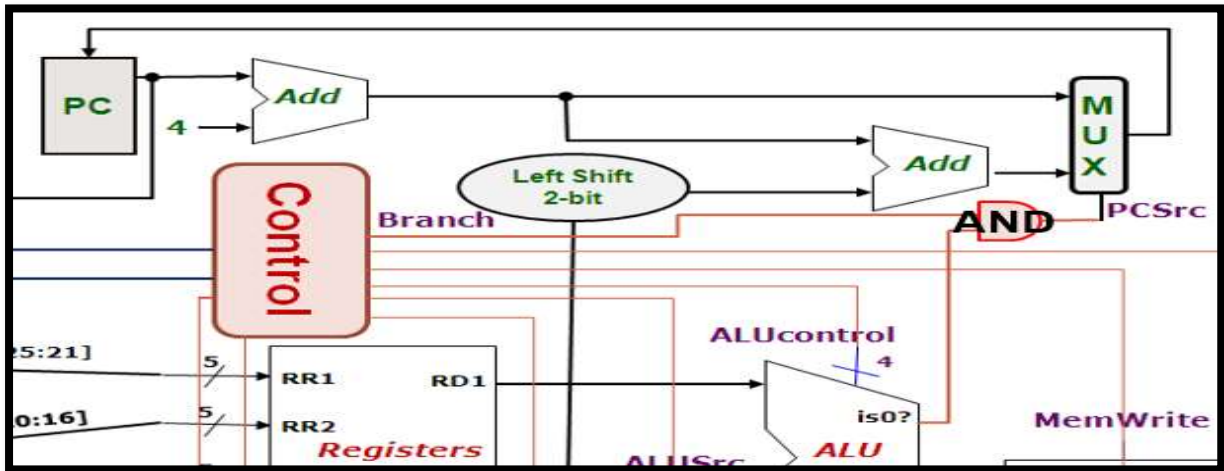 PC
4
Add
Left Shift
2-bit
Add
MUX
Control
Branch
AND
PCSrc
ALUcontrol
4
25:21]
5
RR1
RD1
0:16]
5
RR2
Registers
is0?
ALU
ALUSrc
MemWrite